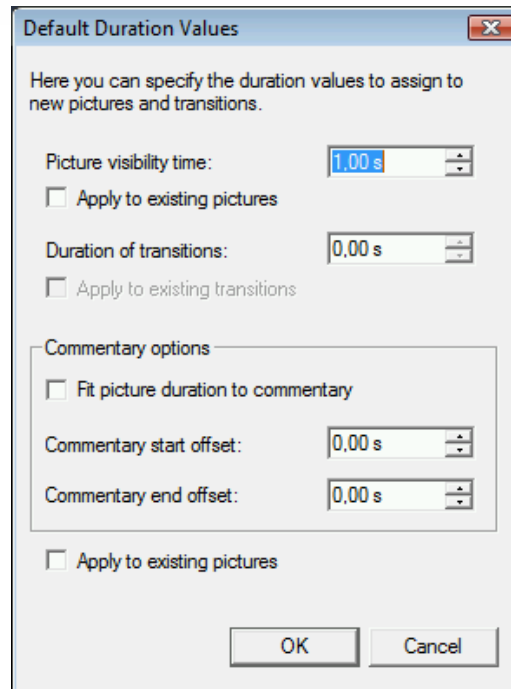 Default Duration Values
Here you can specify the duration values to assign to
new pictures and transitions.
Picture visibility time: 1,00 s
Apply to existing pictures
Duration of transitions: 0,00 s
Apply to existing transitions
Commentary options
Fit picture duration to commentary
Commentary start offset: 0,00 s
Commentary end offset: 0,00 s
Apply to existing pictures
OK Cancel